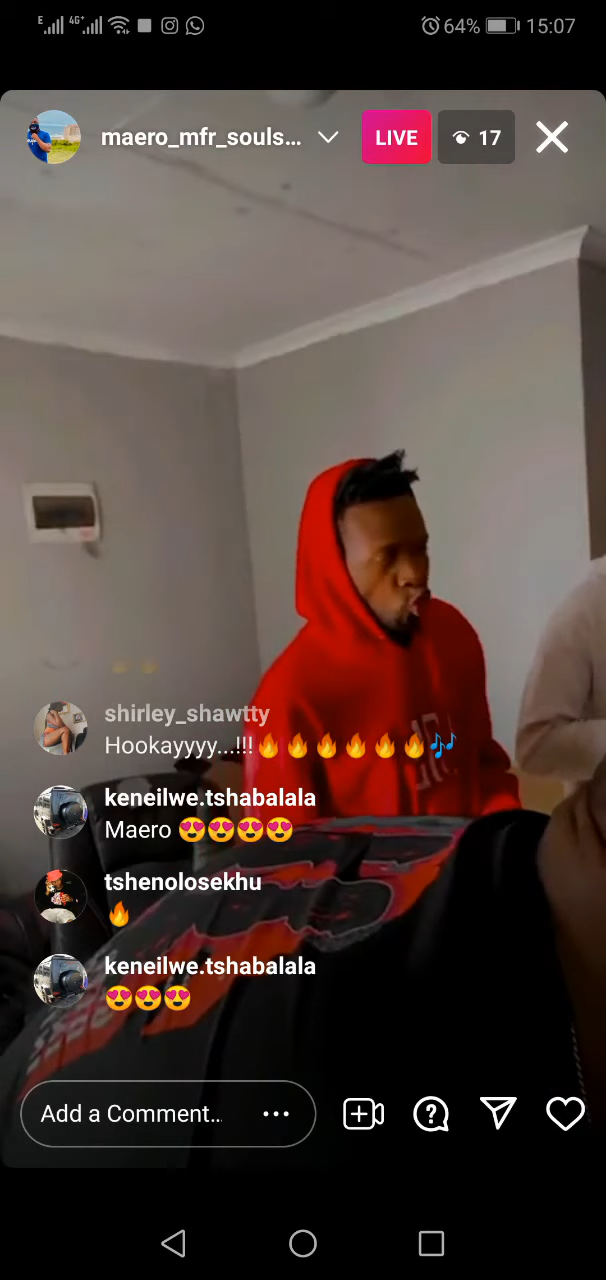 E 4G+ 64% 15:07
maero_mfr_souls... LIVE 17
shirley_shawtty
Hookayyyy...!!!🔥🔥🔥🔥🔥🔥🎶
keneilwe.tshabalala
Maero 😍😍😍😍
tshenolosekhu
🔥
keneilwe.tshabalala
😍😍😍
Add a Comment..